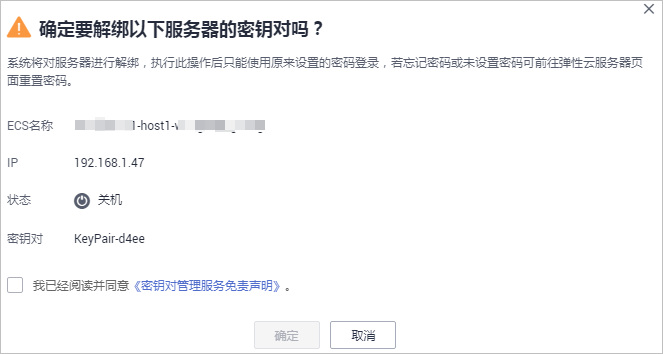 确定要解绑以下服务器的密钥对吗？
系统将对服务器进行解绑，执行此操作后只能使用原来设置的密码登录，若忘记密码或未设置密码可前往弹性云服务器页
面重置密码。
ECS名称 1-host1-
IP 192.168.1.47
状态 关机
密钥对 KeyPair-d4ee
我已经阅读并同意《密钥对管理服务免责声明》。
确定 取消